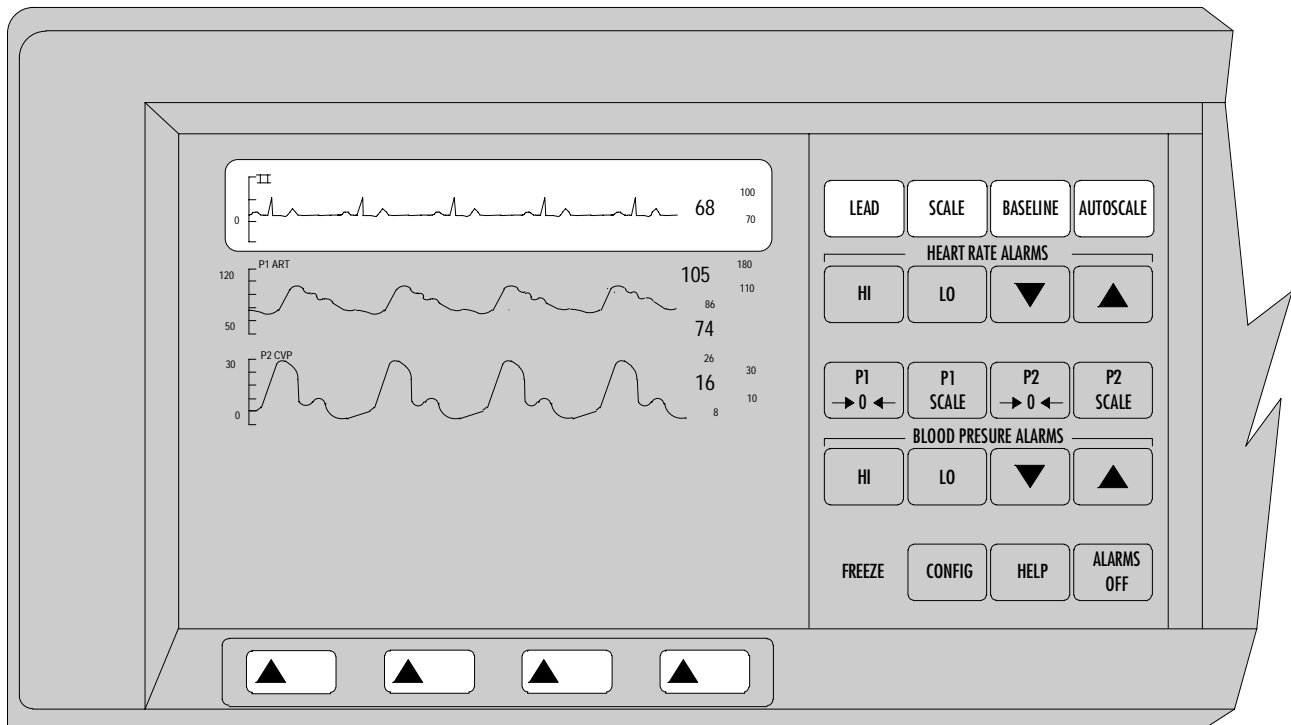 II
100
68
0
70
LEAD
SCALE
BASELINE
AUTOSCALE
HEART RATE ALARMS
HI
LO
P1 ART
120
105
180
110
86
50
74
P2 CVP
30
26
16
30
10
0
8
P1
→ 0 ←
P1
SCALE
P2
→ 0 ←
P2
SCALE
BLOOD PRESURE ALARMS
HI
LO
FREEZE
CONFIG
HELP
ALARMS
OFF